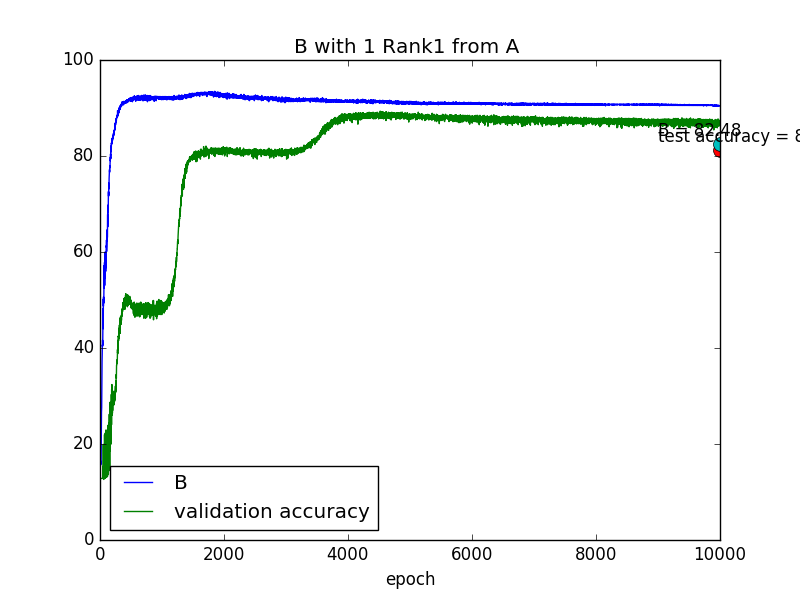 B with 1 Rank1 from A
100
80
60
40
20
0
B = 82.48
test accuracy = 8
B
validation accuracy
0 2000 4000 6000 8000 10000
epoch